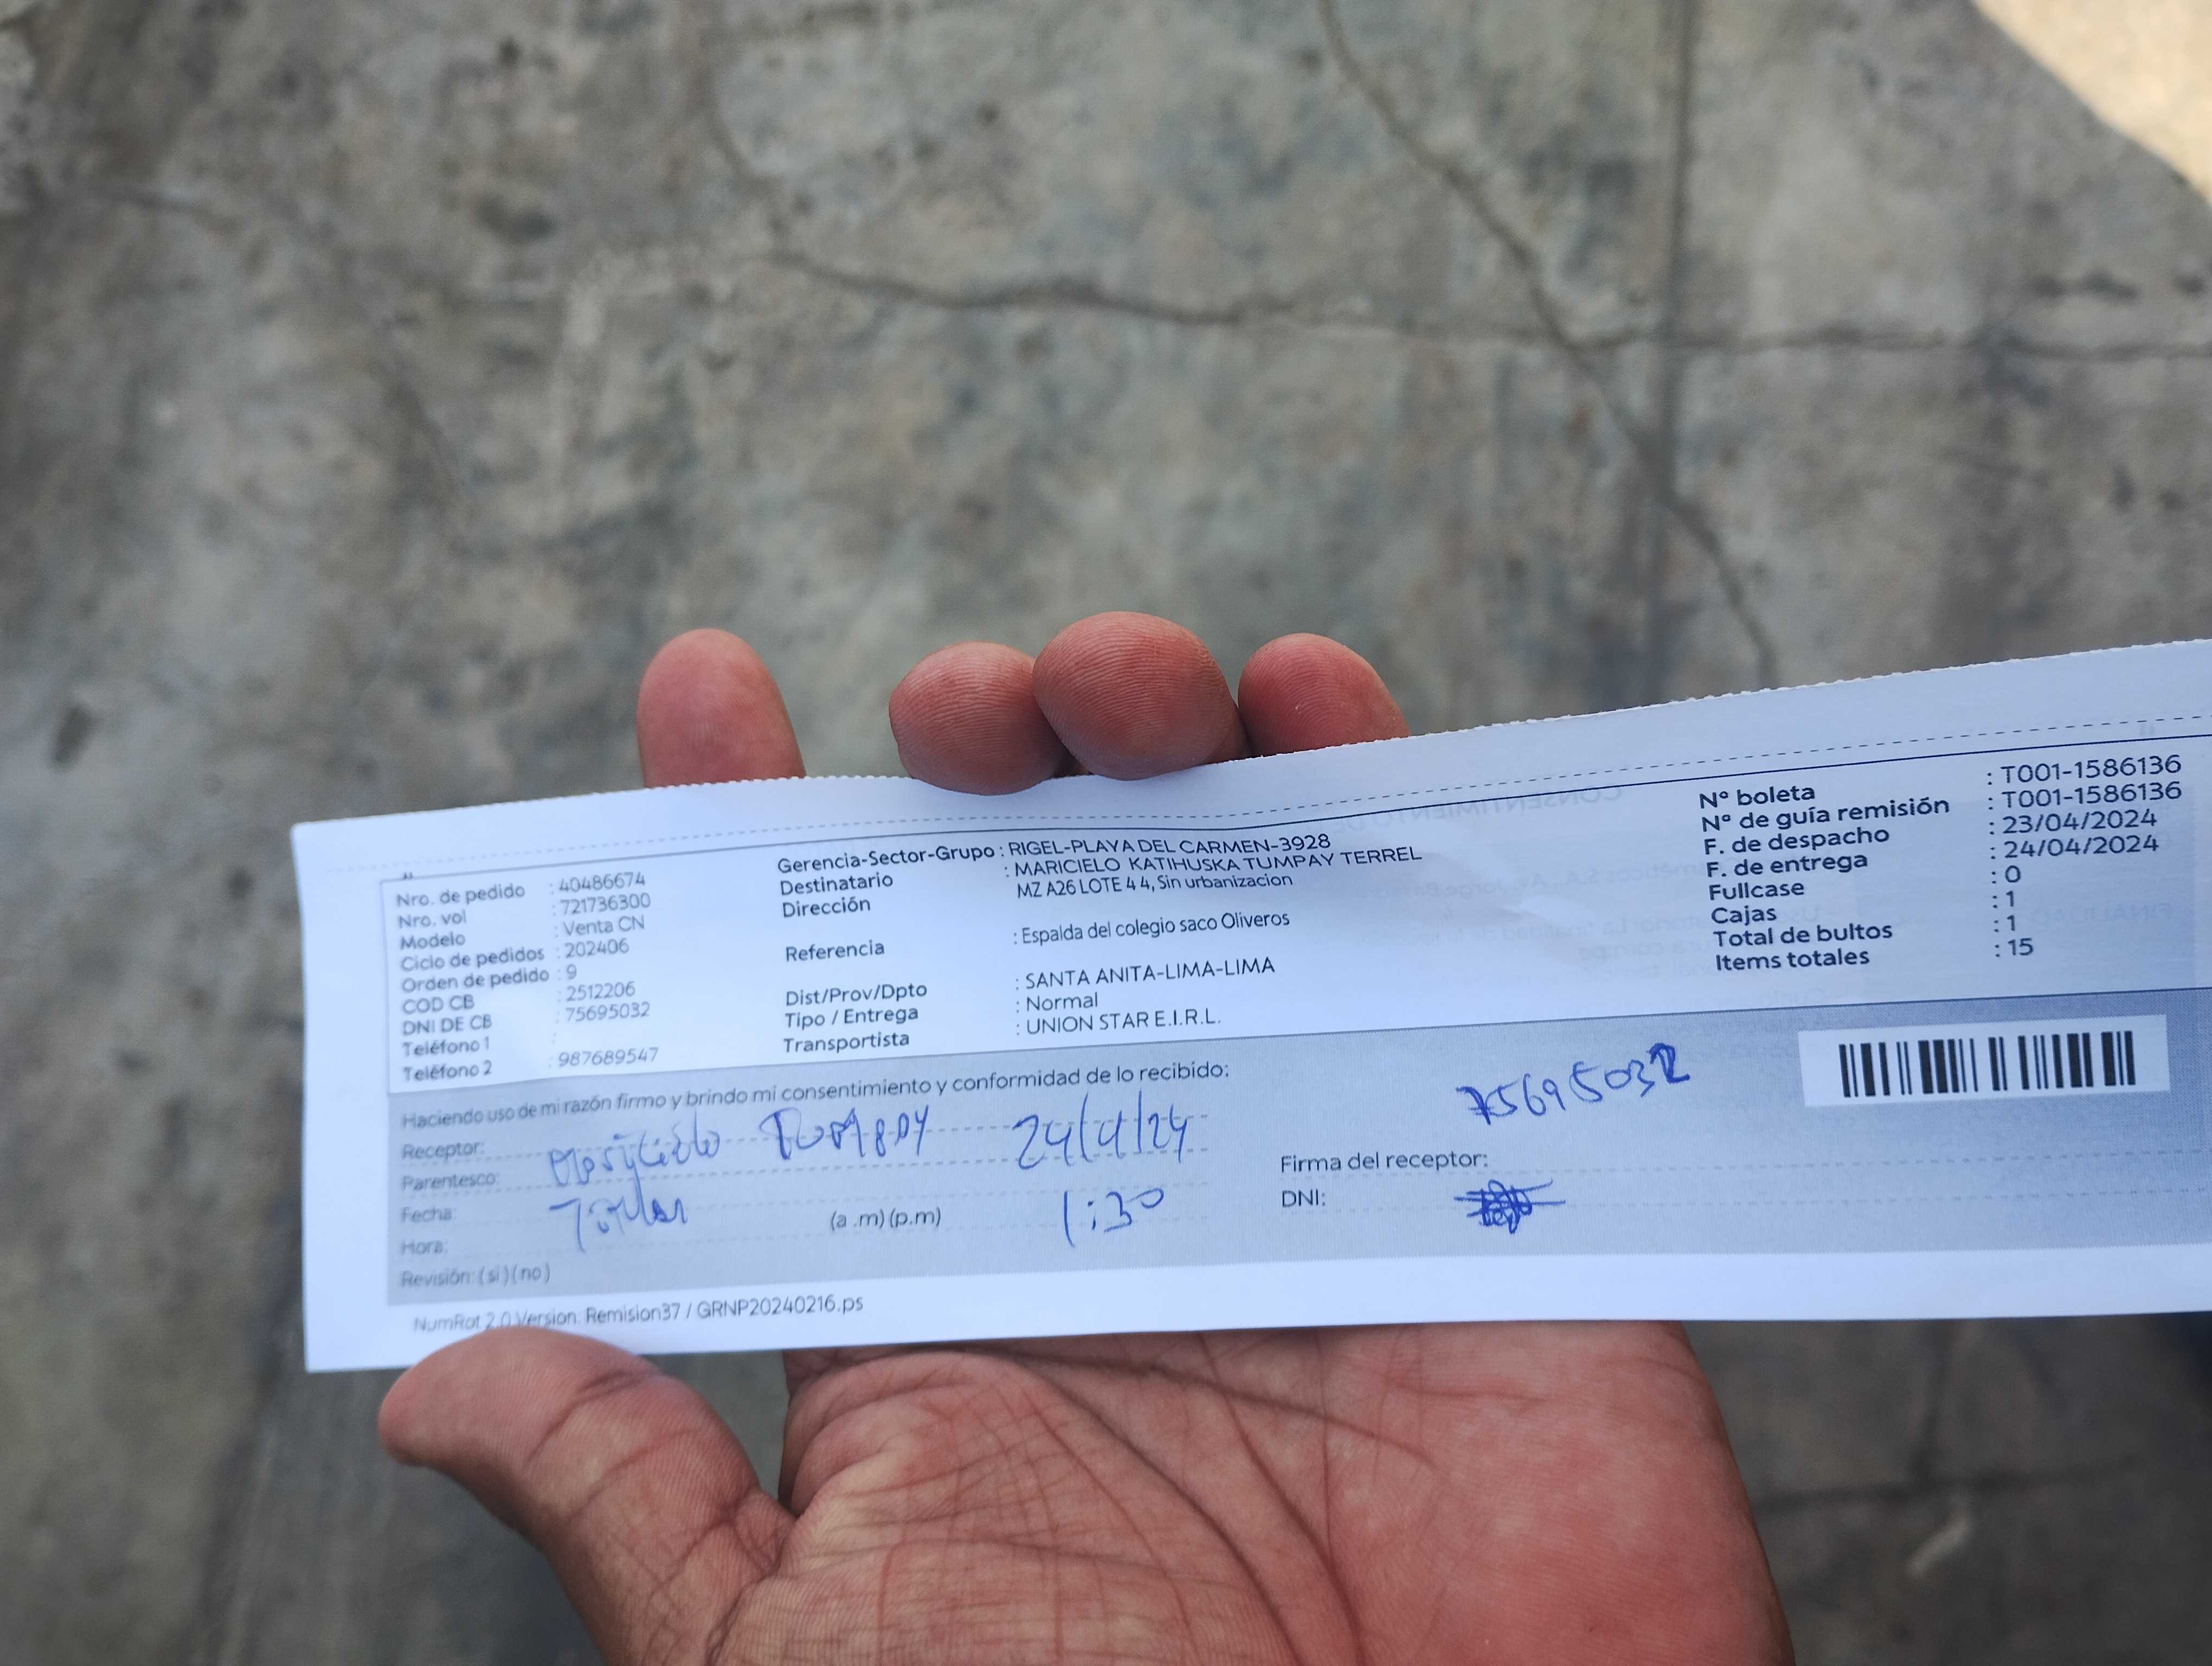 Nro. de pedido : 40486674
Nro. vol : 721736300
Modelo : Venta CN
Ciclo de pedidos : 202406
Orden de pedido : 9
COD CB : 2512206
DNI DE CB : 75695032
Teléfono 1 :
Teléfono 2 : 987689547
Gerencia-Sector-Grupo : RIGEL-PLAYA DEL CARMEN-3928
Destinatario : MARICIELO KATIHUSKA TUMPAY TERREL
Dirección MZ A26 LOTE 4 4, Sin urbanizacion
Referencia : Espalda del colegio saco Oliveros
Dist/Prov/Dpto : SANTA ANITA-LIMA-LIMA
Tipo / Entrega : Normal
Transportista : UNION STAR E.I.R.L.
Nº boleta : T001-1586136
Nº de guía remisión : T001-1586136
F. de despacho : 23/04/2024
F. de entrega : 24/04/2024
Fullcase : 0
Cajas : 1
Total de bultos : 1
Items totales : 15
Haciendo uso de mi razón firmo y brindo mi consentimiento y conformidad de lo recibido:
Receptor:
Parentesco: 24/4/24
Fecha:
Hora: (a .m) (p.m) 1:30
Revisión: (si) (no)
75695032
Firma del receptor:
DNI:
NumRot 2.0 Version: Remision37 / GRNP20240216.ps